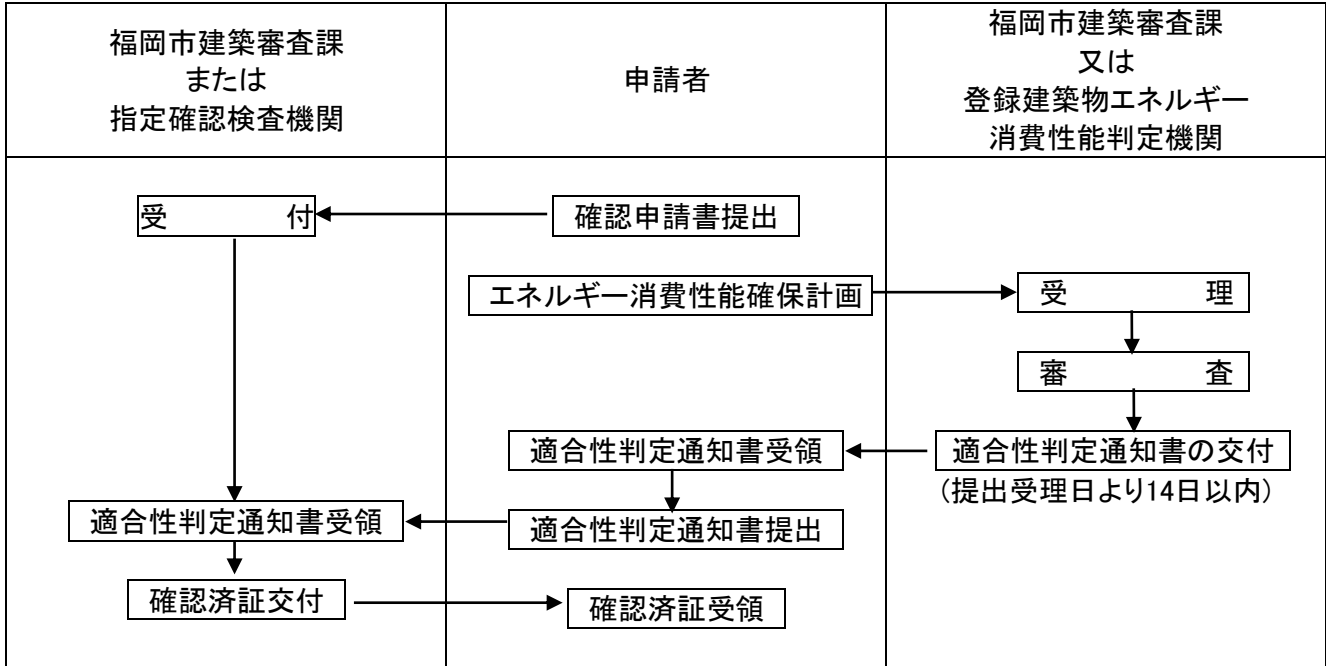 福岡市建築審査課
または
指定確認検査機関
申請者
福岡市建築審査課
又は
登録建築物エネルギー
消費性能判定機関
受　　　　付
確認申請書提出
エネルギー消費性能確保計画
受　　　　理
審　　　　査
適合性判定通知書受領
適合性判定通知書の交付
（提出受理日より14日以内）
適合性判定通知書受領
適合性判定通知書提出
確認済証交付
確認済証受領